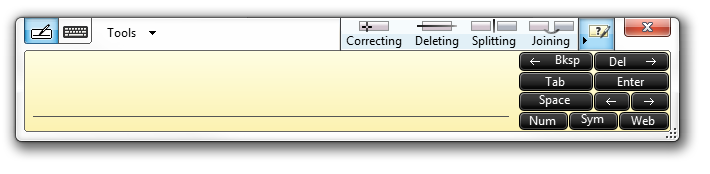 Tools Correcting Deleting Splitting Joining
← Bksp Del →
Tab Enter
Space ← →
Num Sym Web